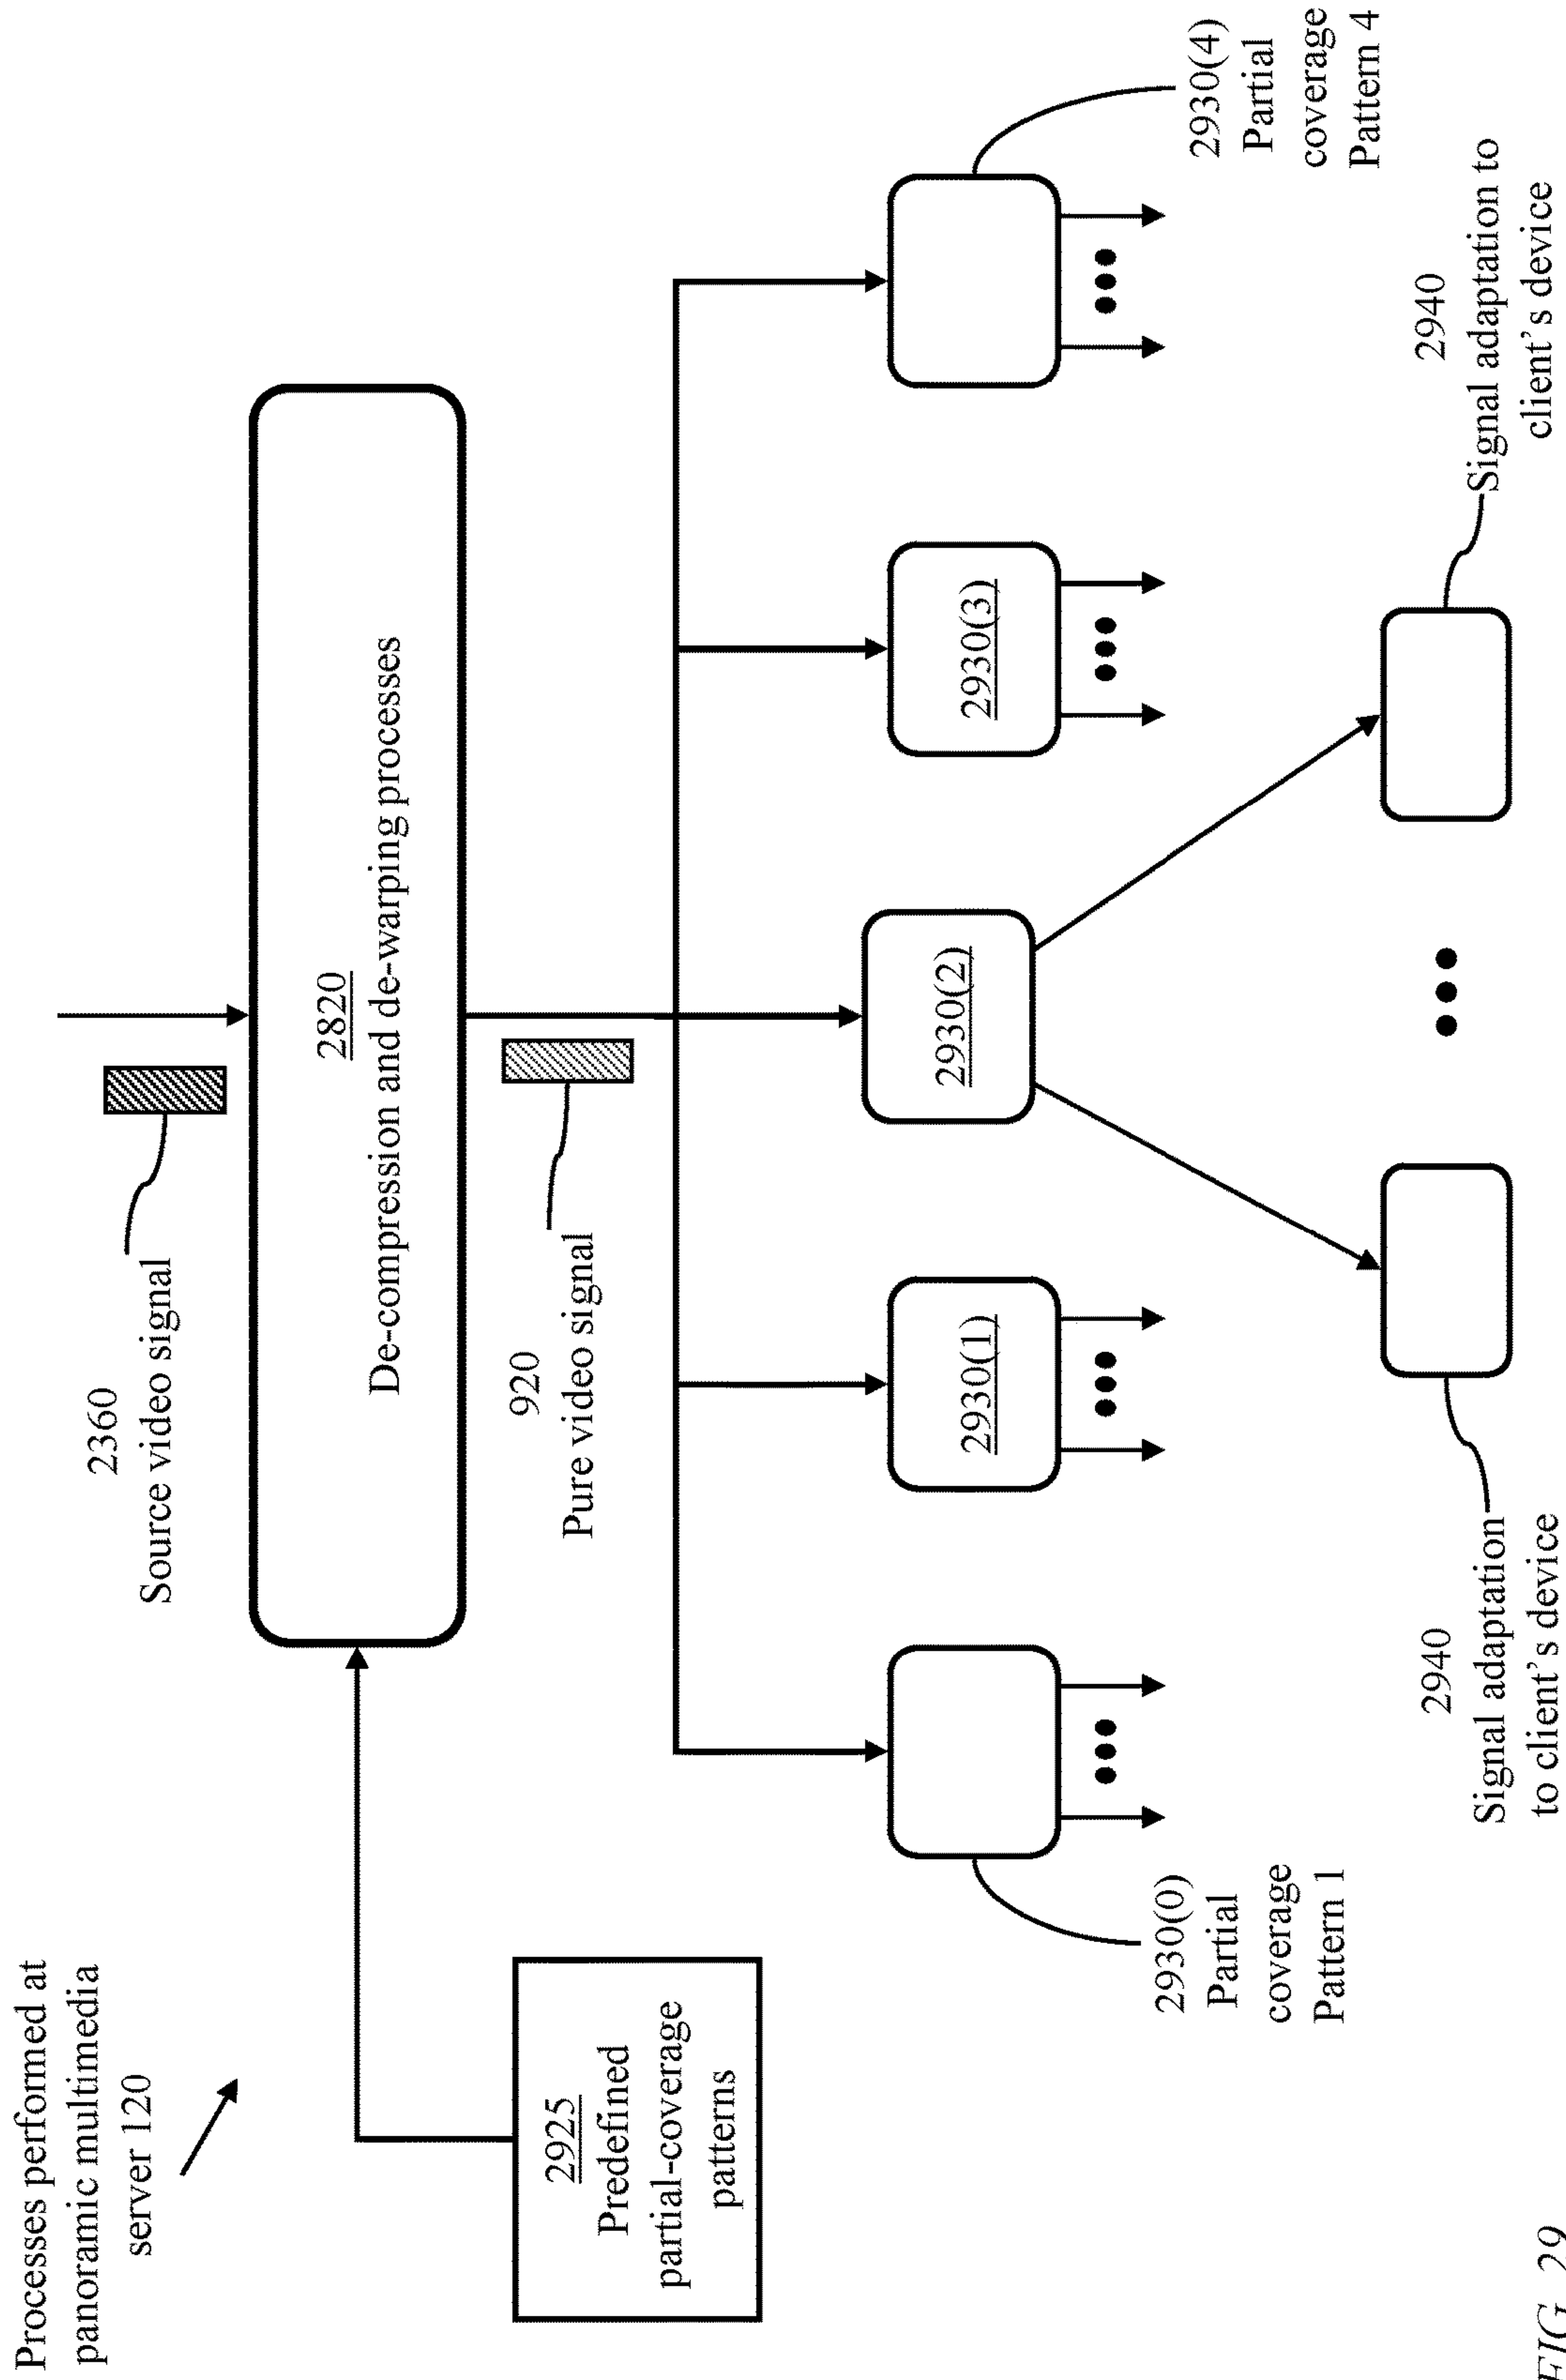 Processes performed at
panoramic multimedia
server 120
2360
Source video signal
2820
De-compression and de-warping processes
2925
Predefined
partial-coverage
patterns
920
Pure video signal
2930(0)
Partial
coverage
Pattern 1
2930(1)
2930(2)
2930(3)
2930(4)
Partial
coverage
Pattern 4
2940
Signal adaptation
to client's device
2940
Signal adaptation to
client's device
FIG. 29